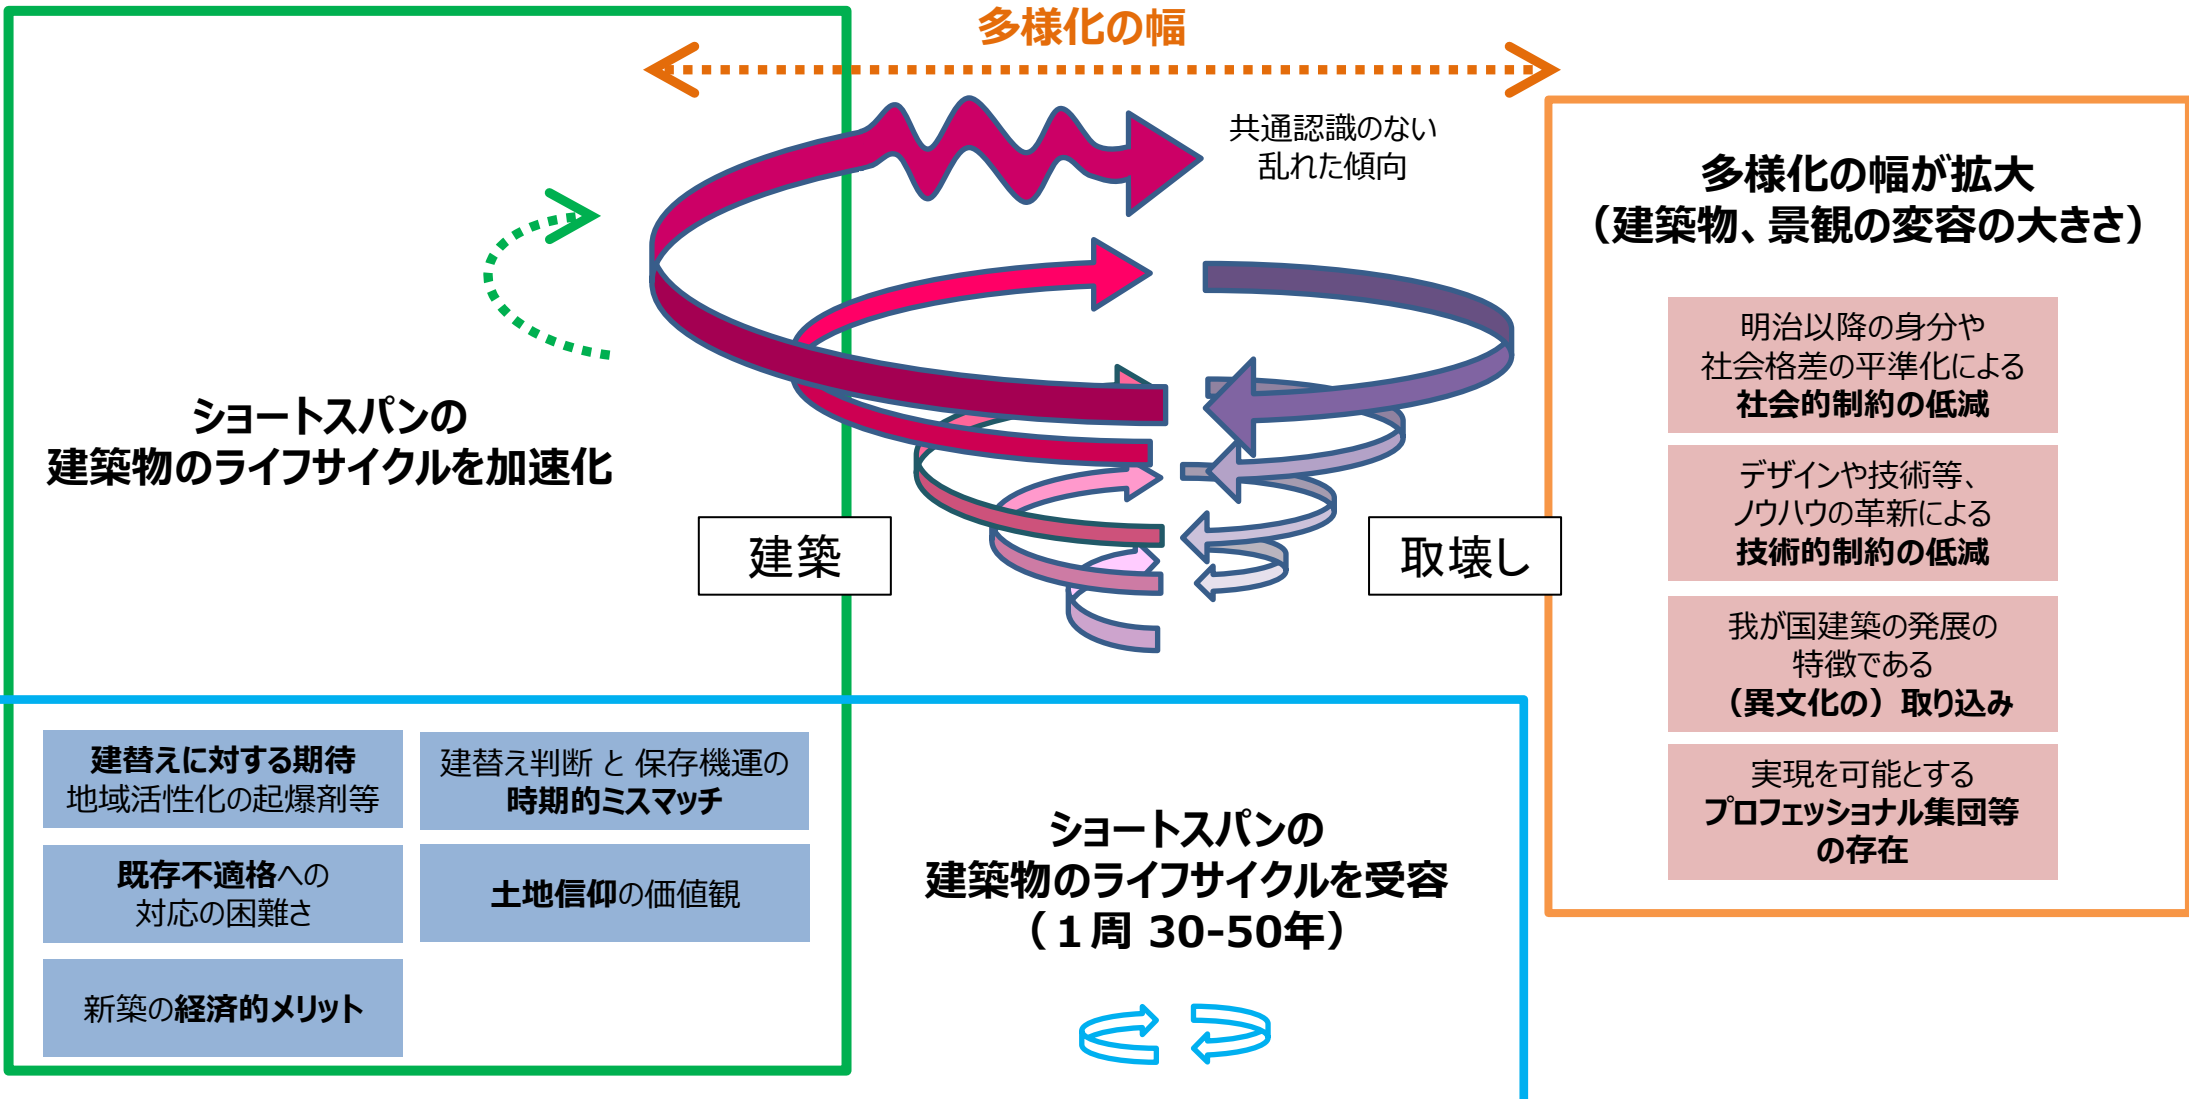 多様化の幅
共通認識のない
乱れた傾向
多様化の幅が拡大
（建築物、景観の変容の大きさ）
明治以降の身分や
社会格差の平準化による
社会的制約の低減
デザインや技術等、
ノウハウの革新による
技術的制約の低減
我が国建築の発展の
特徴である
（異文化の）取り込み
実現を可能とする
プロフェッショナル集団等
の存在
ショートスパンの
建築物のライフサイクルを加速化
建築
取壊し
建替えに対する期待
地域活性化の起爆剤等
建替え判断 と 保存機運の
時期的ミスマッチ
既存不適格への
対応の困難さ
土地信仰の価値観
新築の経済的メリット
ショートスパンの
建築物のライフサイクルを受容
（１周 30-50年）